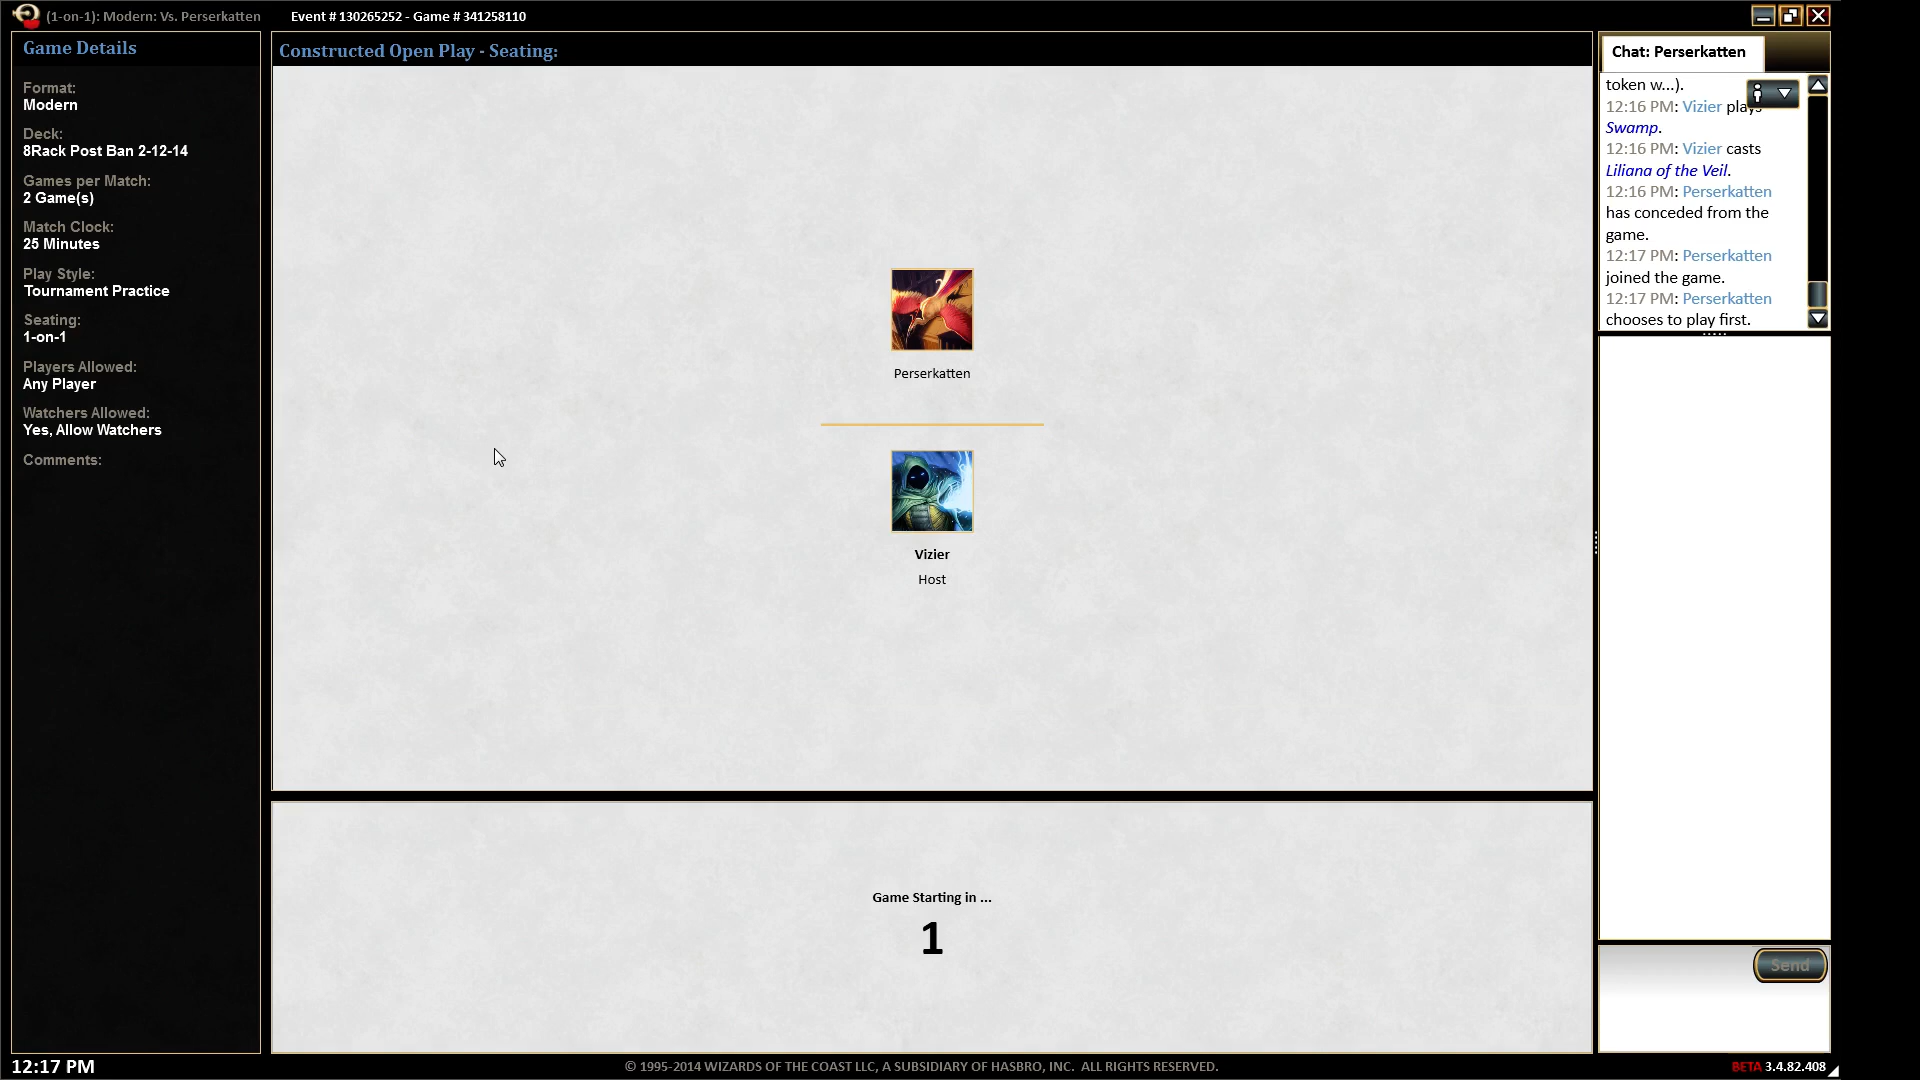 (1-on-1): Modern: Vs. Perserkatten
Event # 130265252 - Game # 341258110
Game Details
Format:
Modern
Deck:
8Rack Post Ban 2-12-14
Games per Match:
2 Game(s)
Match Clock:
25 Minutes
Play Style:
Tournament Practice
Seating:
1-on-1
Players Allowed:
Any Player
Watchers Allowed:
Yes, Allow Watchers
Comments:
Constructed Open Play - Seating:
Perserkatten
Vizier
Host
Game Starting in ...
1
Chat: Perserkatten
token w...).
12:16 PM: Vizier plays
Swamp.
12:16 PM: Vizier casts
Liliana of the Veil.
12:16 PM: Perserkatten
has conceded from the
game.
12:17 PM: Perserkatten
joined the game.
12:17 PM: Perserkatten
chooses to play first.
Send
12:17 PM
© 1995-2014 WIZARDS OF THE COAST LLC, A SUBSIDIARY OF HASBRO, INC. ALL RIGHTS RESERVED.
BETA 3.4.82.408